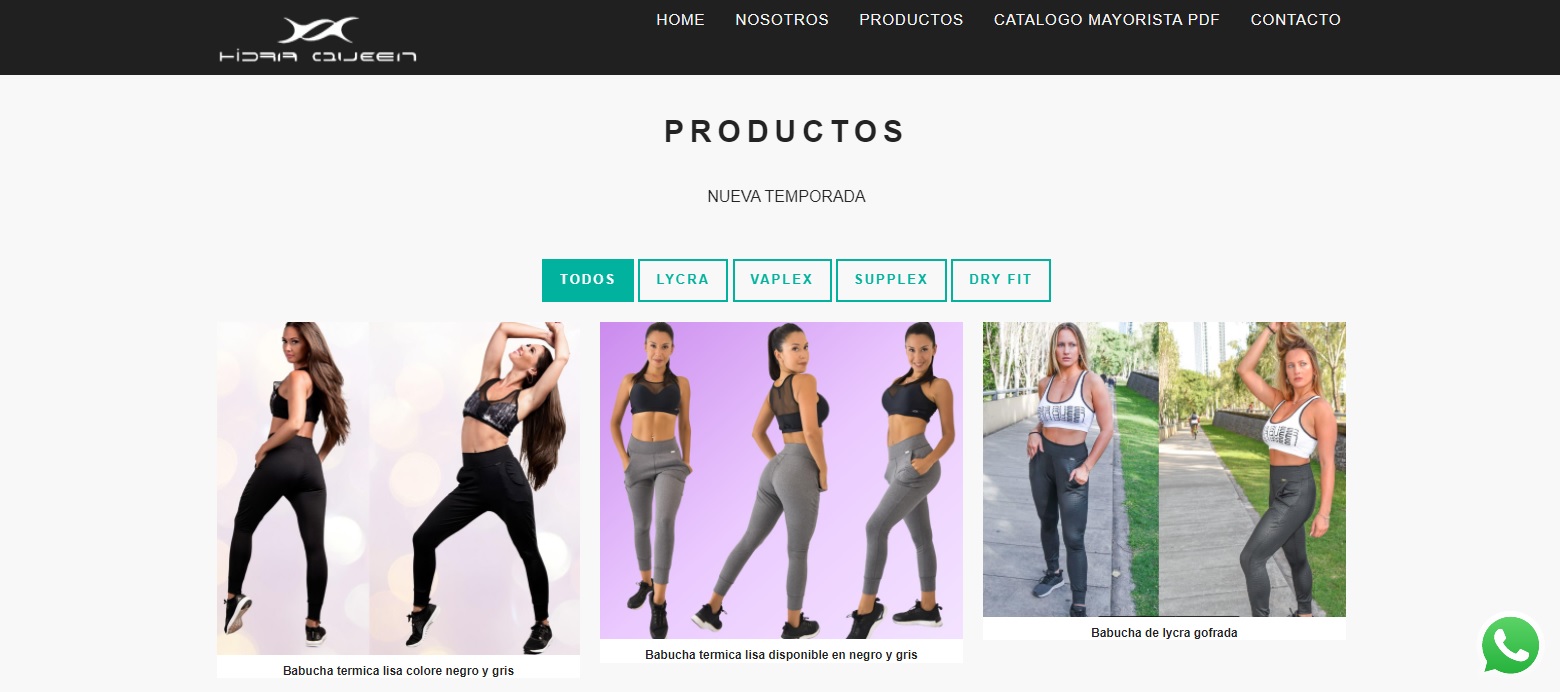 HIDRA QUEEN
HOME NOSOTROS PRODUCTOS CATALOGO MAYORISTA PDF CONTACTO
PRODUCTOS
NUEVA TEMPORADA
TODOS LYCRA VAPLEX SUPPLEX DRY FIT
Babucha termica lisa colore negro y gris
Babucha termica lisa disponible en negro y gris
Babucha de lycra gofrada